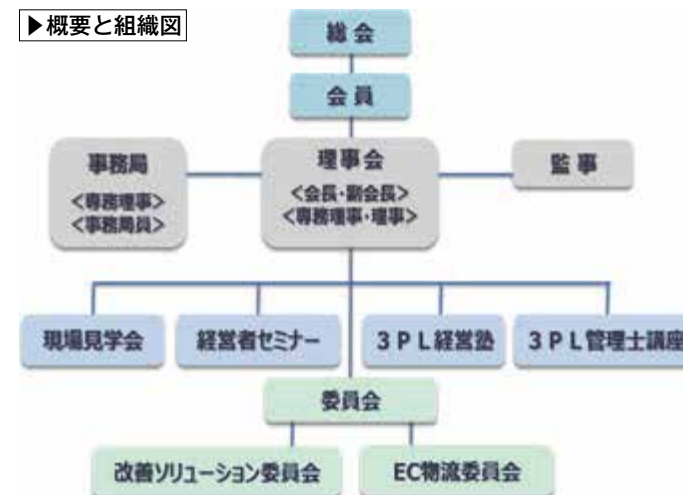 ▶概要と組織図
総会
会員
事務局
<専務理事>
<事務局員>
理事会
<会長・副会長>
<専務理事・理事>
監事
現場見学会
経営者セミナー
3PL経営塾
3PL管理士講座
委員会
改善ソリューション委員会
EC物流委員会